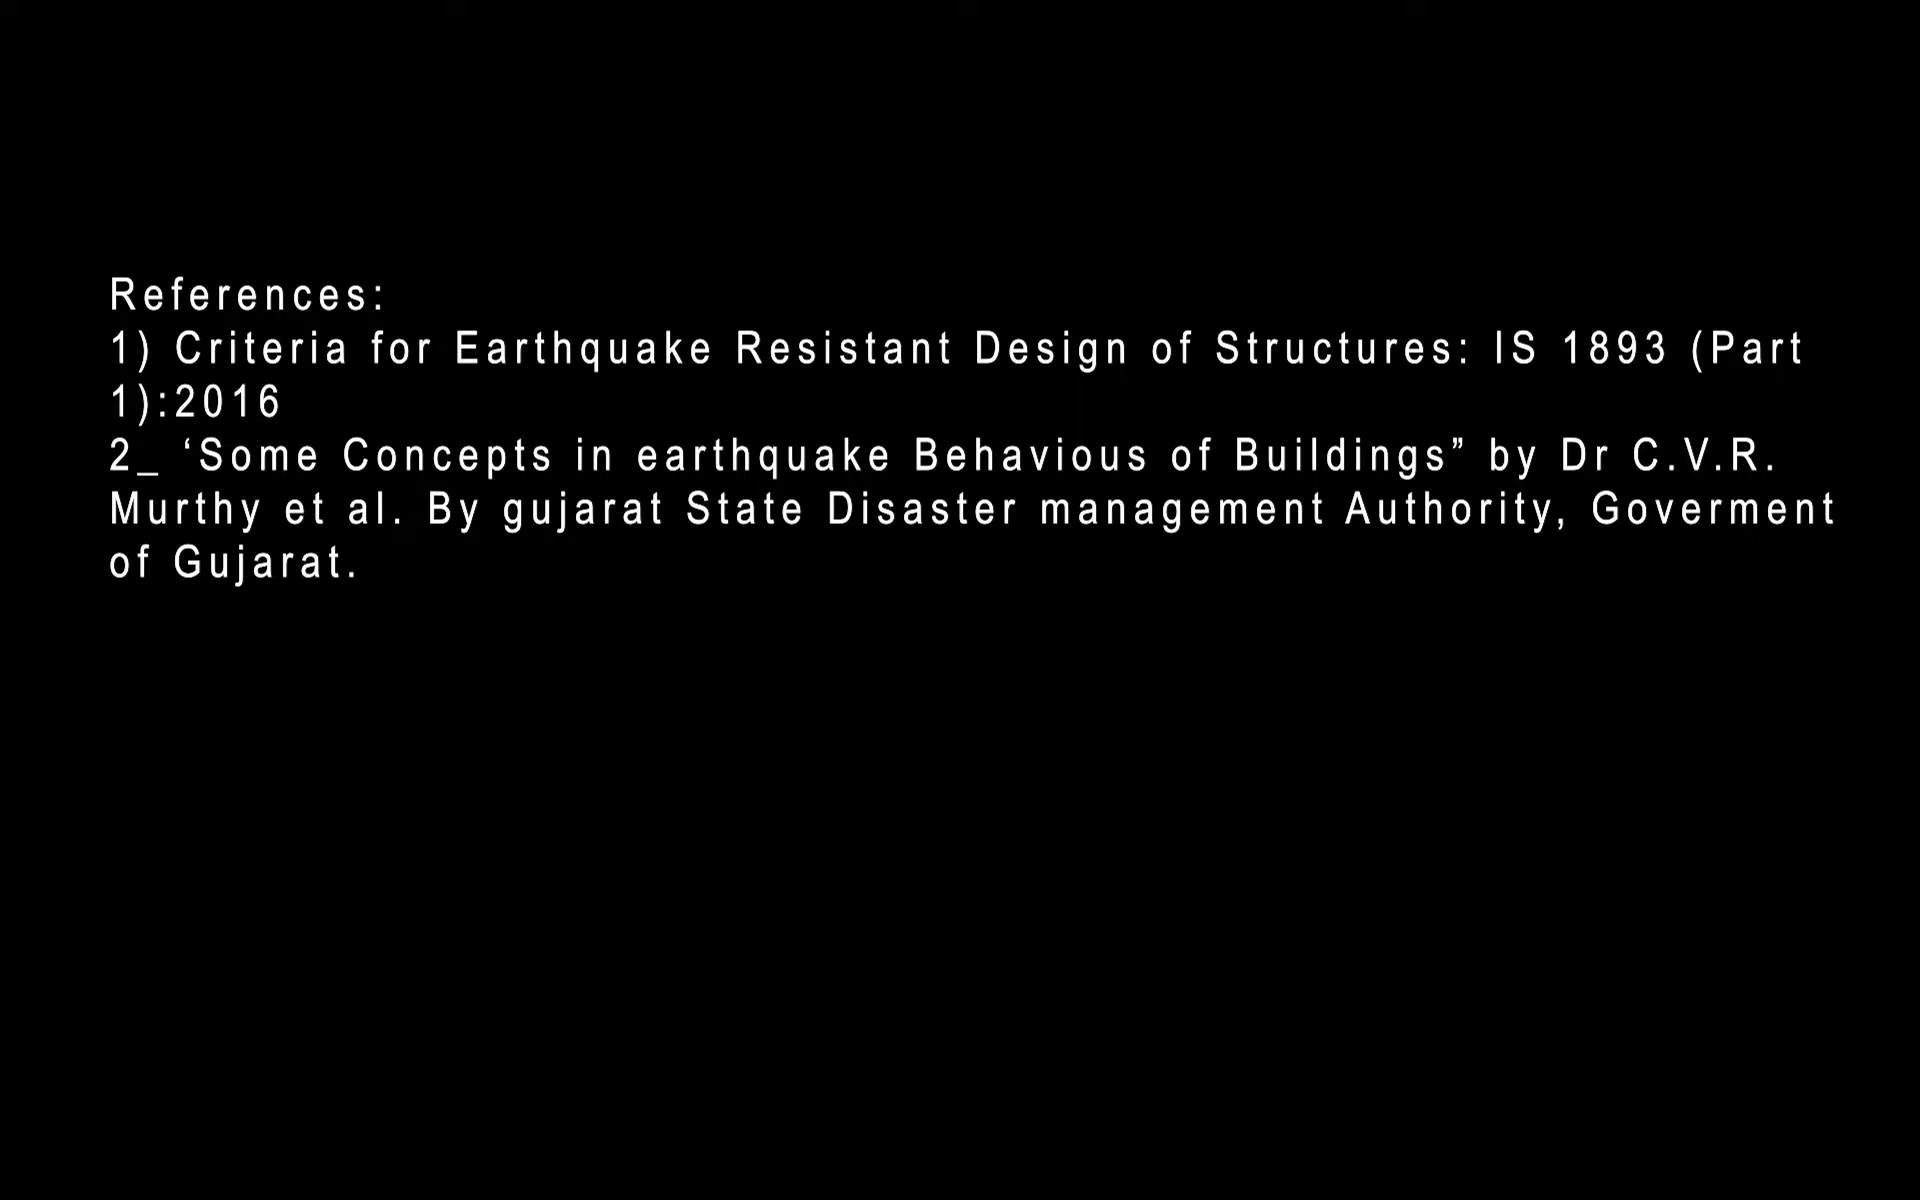 References:
1) Criteria for Earthquake Resistant Design of Structures: IS 1893 (Part
1):2016
2_ ‘Some Concepts in earthquake Behavious of Buildings” by Dr C.V.R.
Murthy et al. By gujarat State Disaster management Authority, Goverment
of Gujarat.